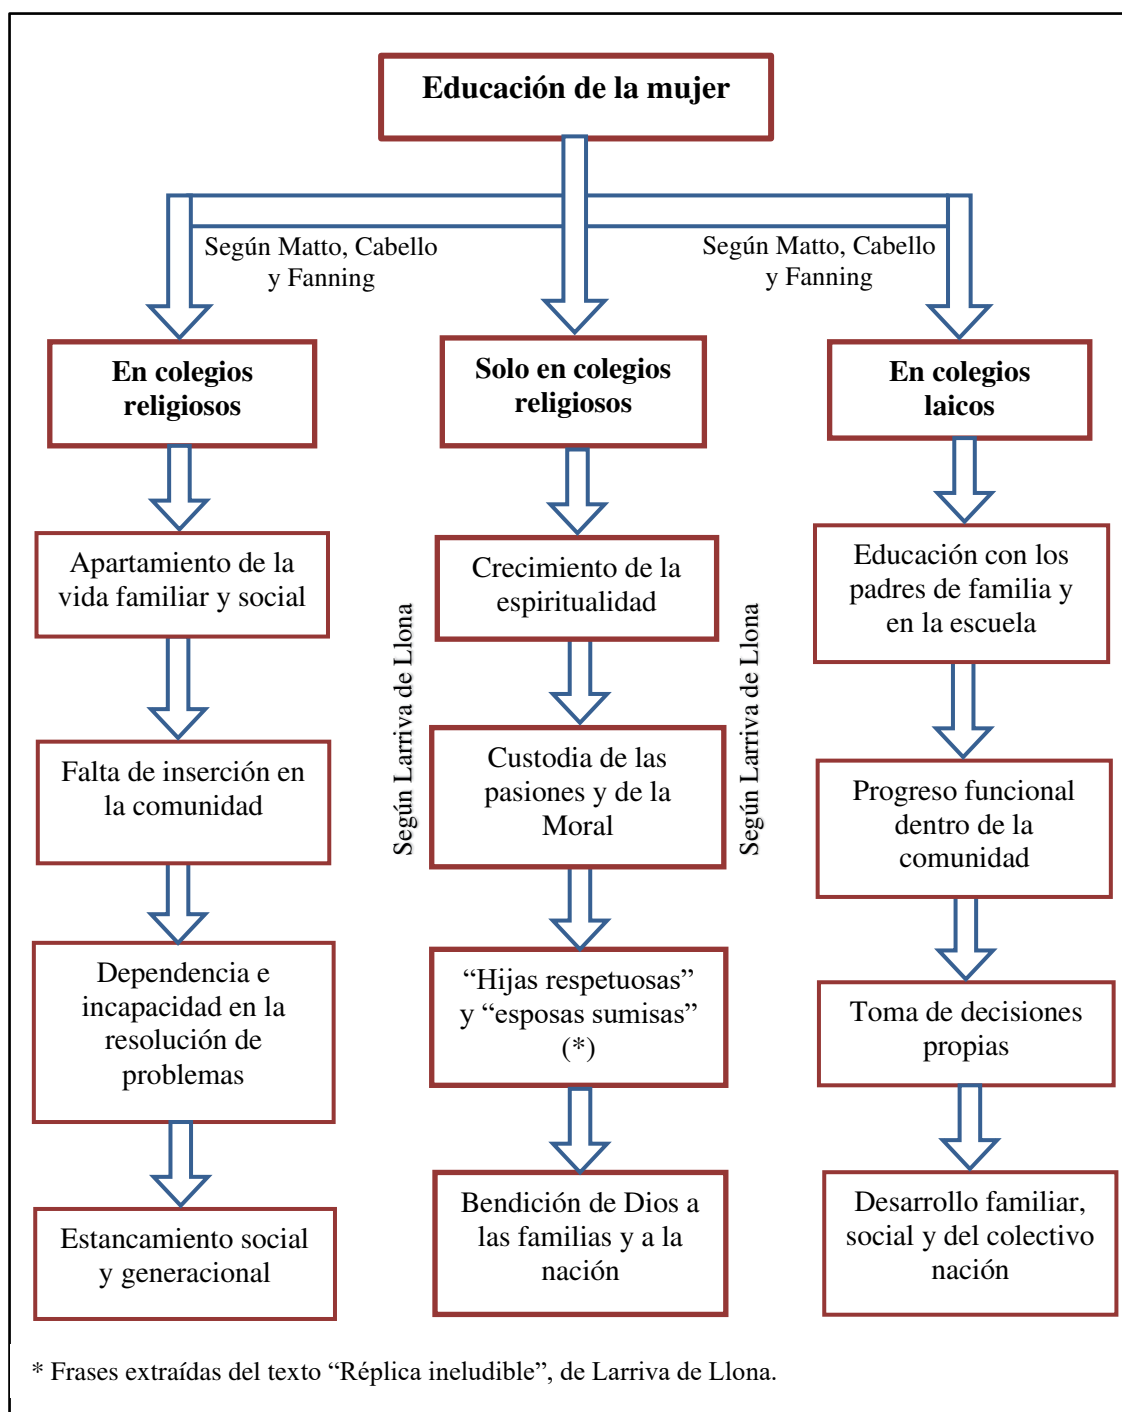 Educación de la mujer
Según Matto, Cabello
y Fanning
Según Matto, Cabello
y Fanning
En colegios
religiosos
Solo en colegios
religiosos
En colegios
laicos
Apartamiento de la
vida familiar y social
Falta de inserción en
la comunidad
Dependencia e
incapacidad en la
resolución de
problemas
Estancamiento social
y generacional
Según Larriva de Llona
Crecimiento de la
espiritualidad
Custodia de las
pasiones y de la
Moral
“Hijas respetuosas”
y “esposas sumisas”
(*)
Bendición de Dios a
las familias y a la
nación
Según Larriva de Llona
Educación con los
padres de familia y
en la escuela
Progreso funcional
dentro de la
comunidad
Toma de decisiones
propias
Desarrollo familiar,
social y del colectivo
nación
* Frases extraídas del texto “Réplica ineludible”, de Larriva de Llona.